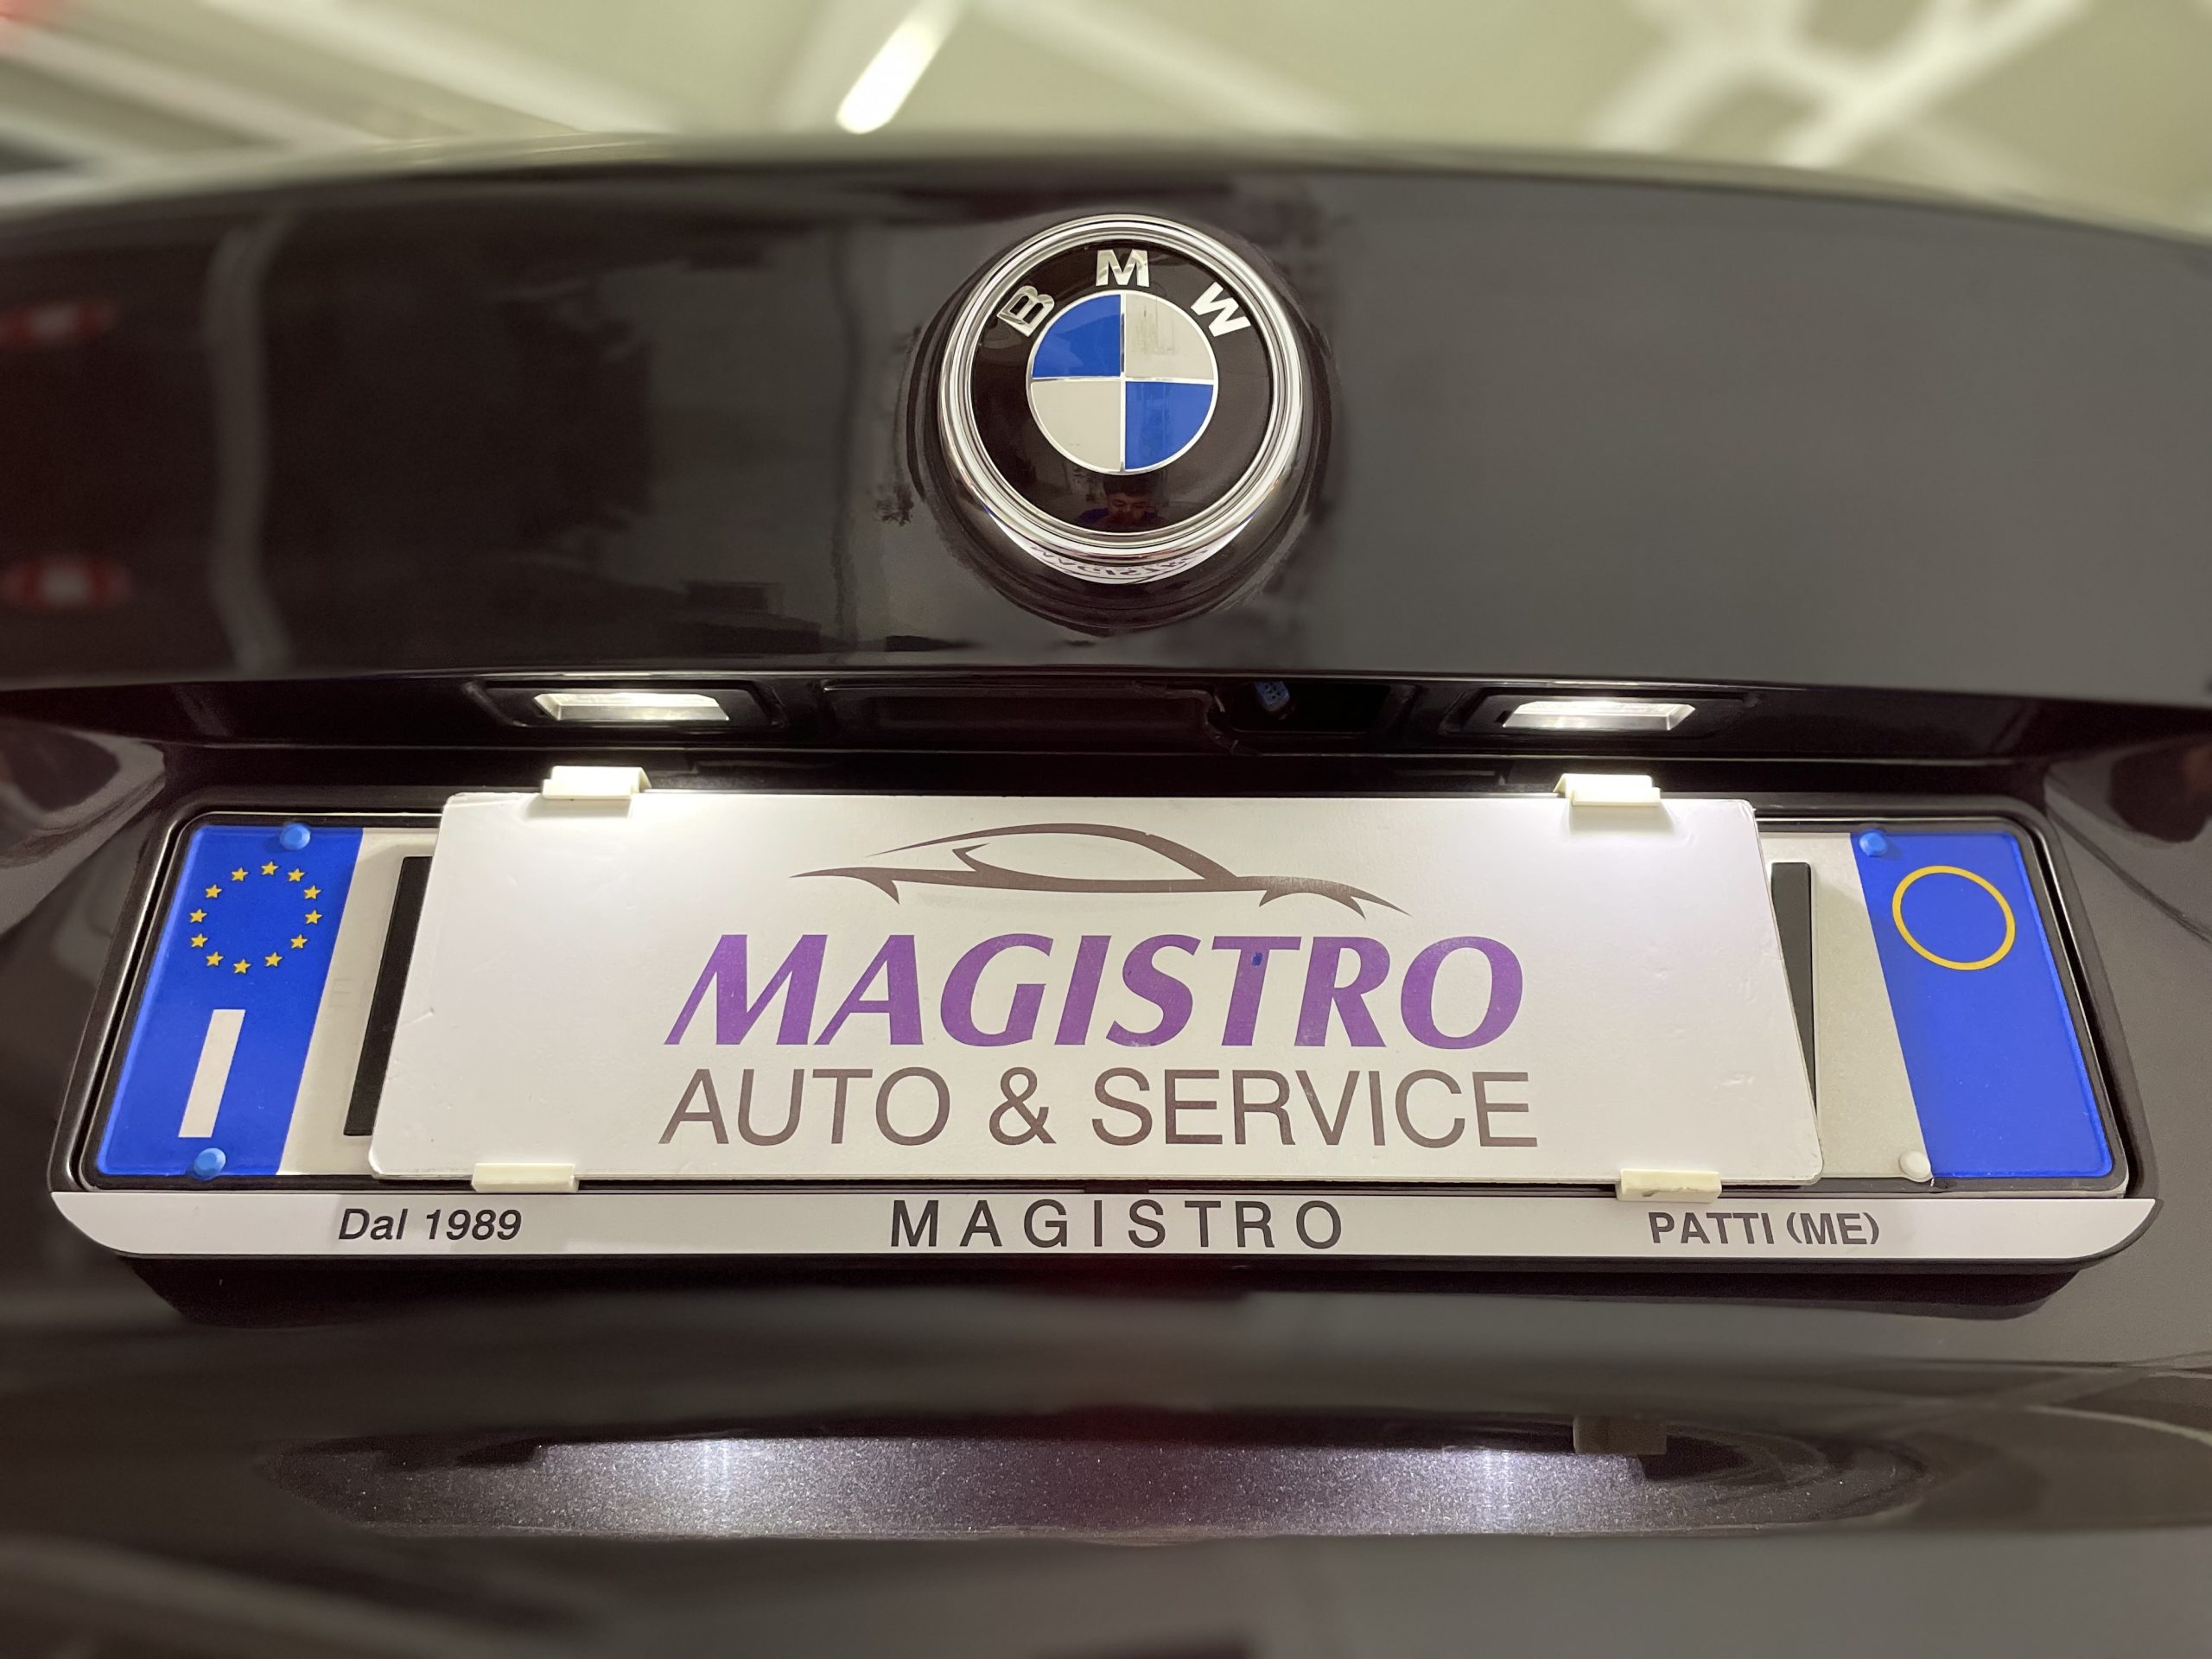 BMW
MAGISTRO
AUTO & SERVICE
I
Dal 1989 MAGISTRO PATTI (ME)